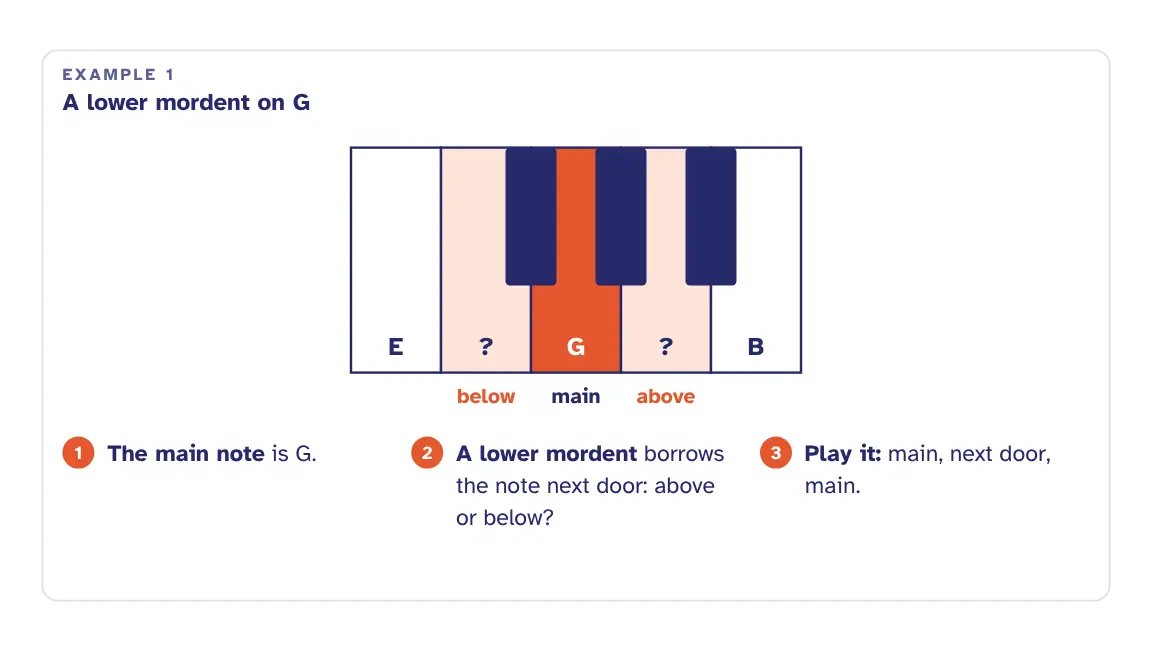 EXAMPLE 1
A lower mordent on G
E ? G ? B
below main above
1 The main note is G.
2 A lower mordent borrows
the note next door: above
or below?
3 Play it: main, next door,
main.